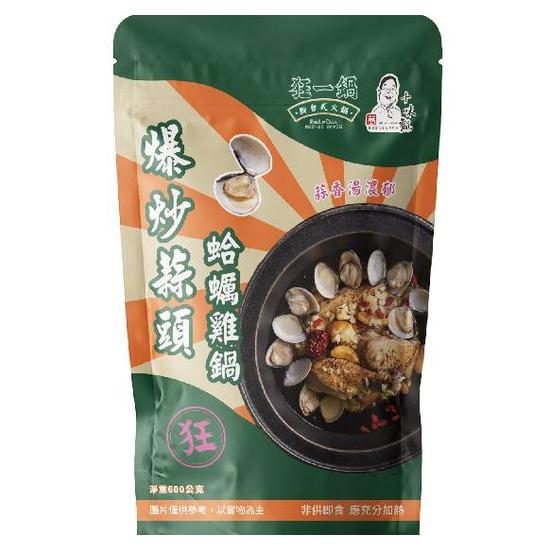 狂一鍋
新台式火鍋
十味觀
蒜香湯濃郁
爆炒蒜頭
蛤蠣雞鍋
狂
淨重600公克
圖片僅供參考，以實物為主
非供即食 應充分加熱